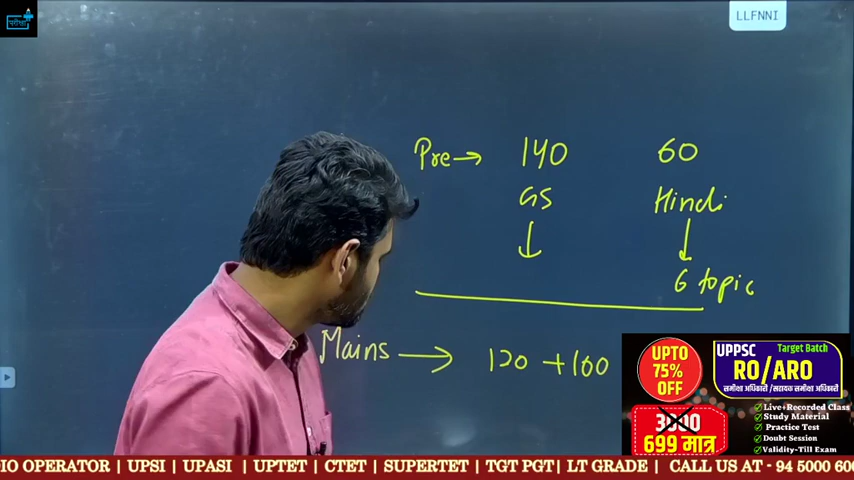 परीक्षा
LLFNNI
Pre→ 140 60
GS Hindi
↓ ↓
6 topic
Mains → 120 + 100
UPTO
75%
OFF
3000
699 मात्र
UPPSC Target Batch
RO/ARO
समीक्षा अधिकारी /सहायक समीक्षा अधिकारी
Live+Recorded Class
Study Material
Practice Test
Doubt Session
Validity-Till Exam
IO OPERATOR | UPSI | UPASI | UPTET | CTET | SUPERTET | TGT PGT| LT GRADE | CALL US AT - 94 5000 600